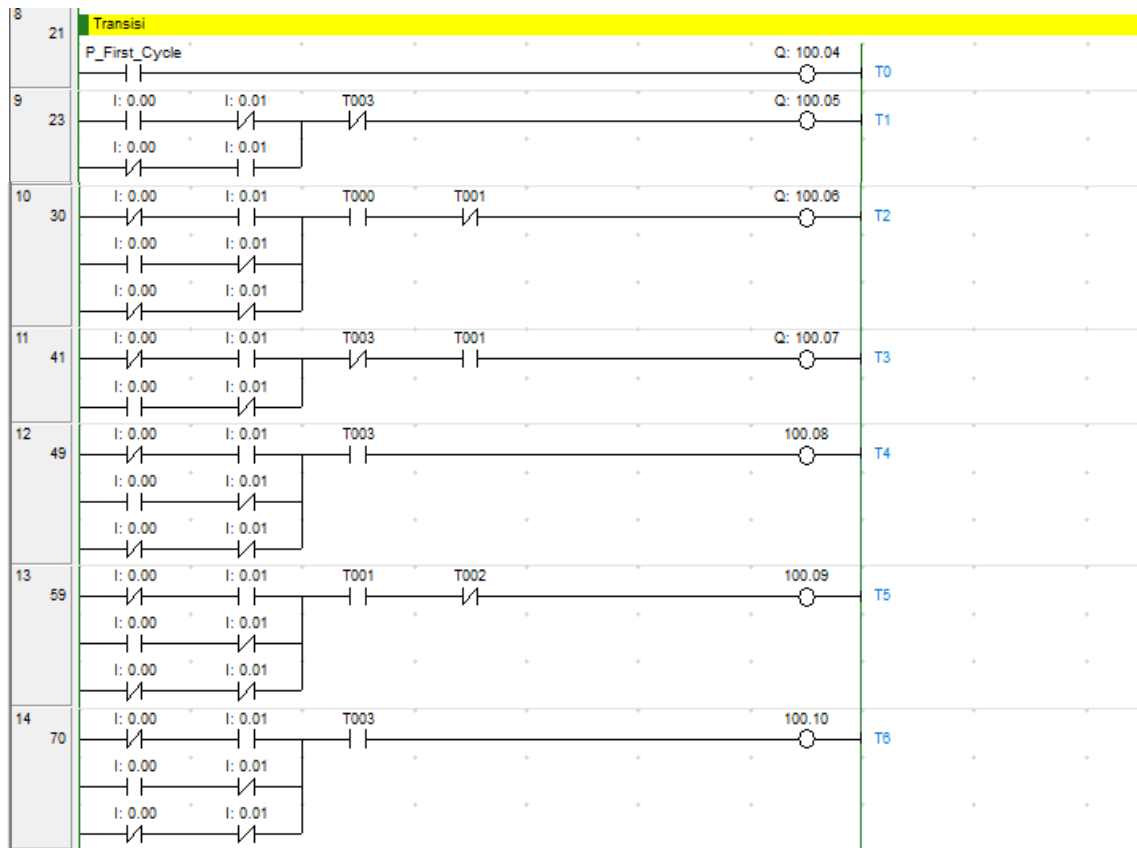 8
21
Transisi
P_First_Cycle Q: 100.04
T0
9
23
I: 0.00 I: 0.01 T003 Q: 100.05
T1
I: 0.00 I: 0.01
10
30
I: 0.00 I: 0.01 T000 T001 Q: 100.06
T2
I: 0.00 I: 0.01
I: 0.00 I: 0.01
11
41
I: 0.00 I: 0.01 T003 T001 Q: 100.07
T3
I: 0.00 I: 0.01
12
49
I: 0.00 I: 0.01 T003 100.08
T4
I: 0.00 I: 0.01
I: 0.00 I: 0.01
13
59
I: 0.00 I: 0.01 T001 T002 100.09
T5
I: 0.00 I: 0.01
I: 0.00 I: 0.01
14
70
I: 0.00 I: 0.01 T003 100.10
T6
I: 0.00 I: 0.01
I: 0.00 I: 0.01